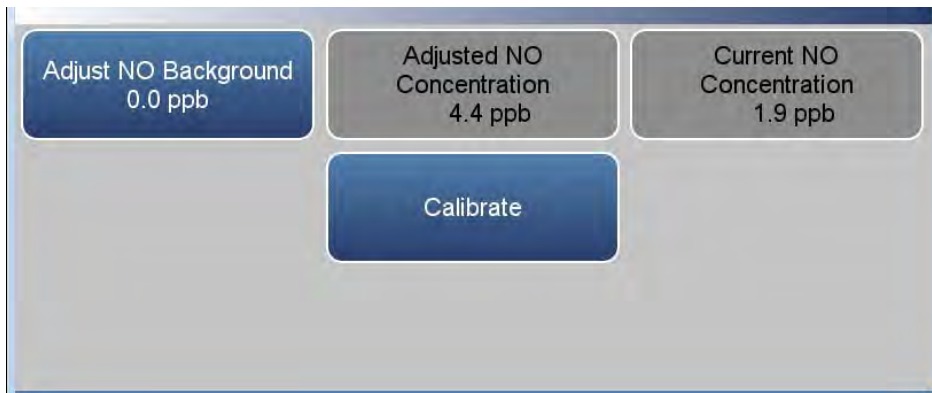 Adjust NO Background
0.0 ppb
Adjusted NO
Concentration
4.4 ppb
Current NO
Concentration
1.9 ppb
Calibrate